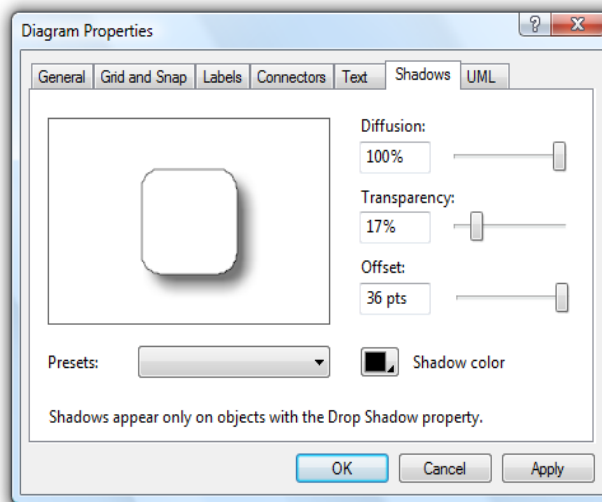 Diagram Properties
General Grid and Snap Labels Connectors Text Shadows UML
Diffusion:
100%
Transparency:
17%
Offset:
36 pts
Presets:
Shadow color
Shadows appear only on objects with the Drop Shadow property.
OK Cancel Apply